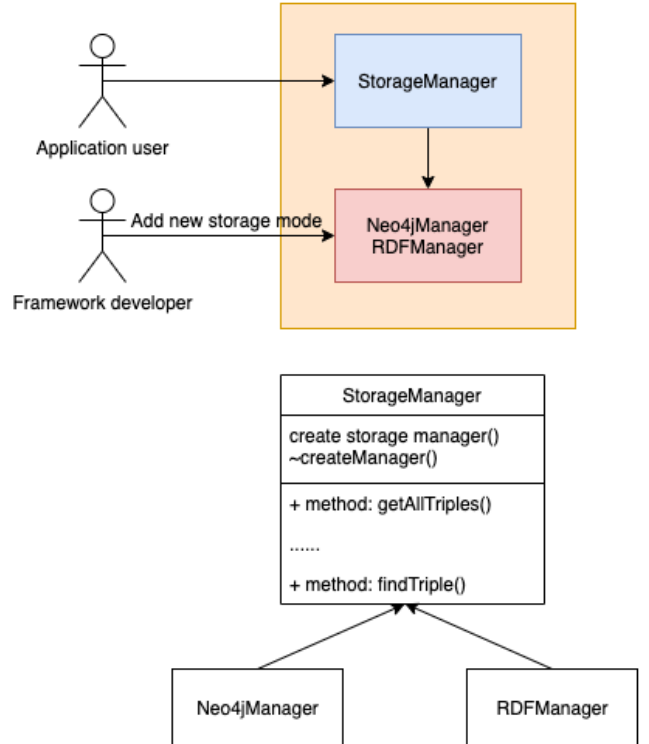 StorageManager
Application user
Add new storage mode
Neo4jManager
RDFManager
Framework developer
StorageManager
create storage manager()
~createManager()
+ method: getAllTriples()
......
+ method: findTriple()
Neo4jManager
RDFManager